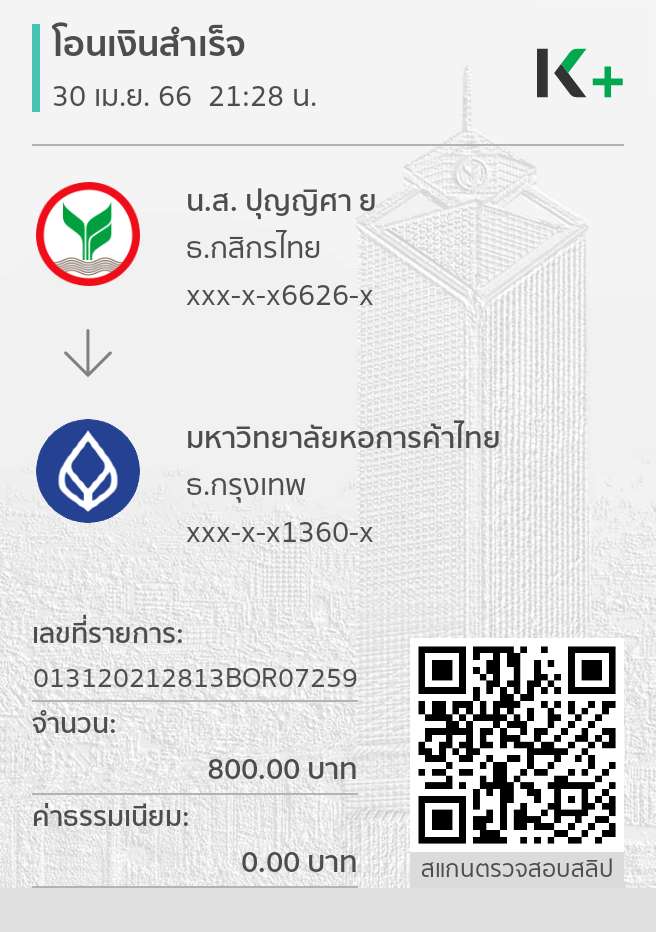 โอนเงินสำเร็จ
30 เม.ย. 66 21:28 น.
K+
น.ส. ปุญญิศา ย
ธ.กสิกรไทย
xxx-x-x6626-x
มหาวิทยาลัยหอการค้าไทย
ธ.กรุงเทพ
xxx-x-x1360-x
เลขที่รายการ:
013120212813BOR07259
จำนวน:
800.00 บาท
ค่าธรรมเนียม:
0.00 บาท
สแกนตรวจสอบสลิป